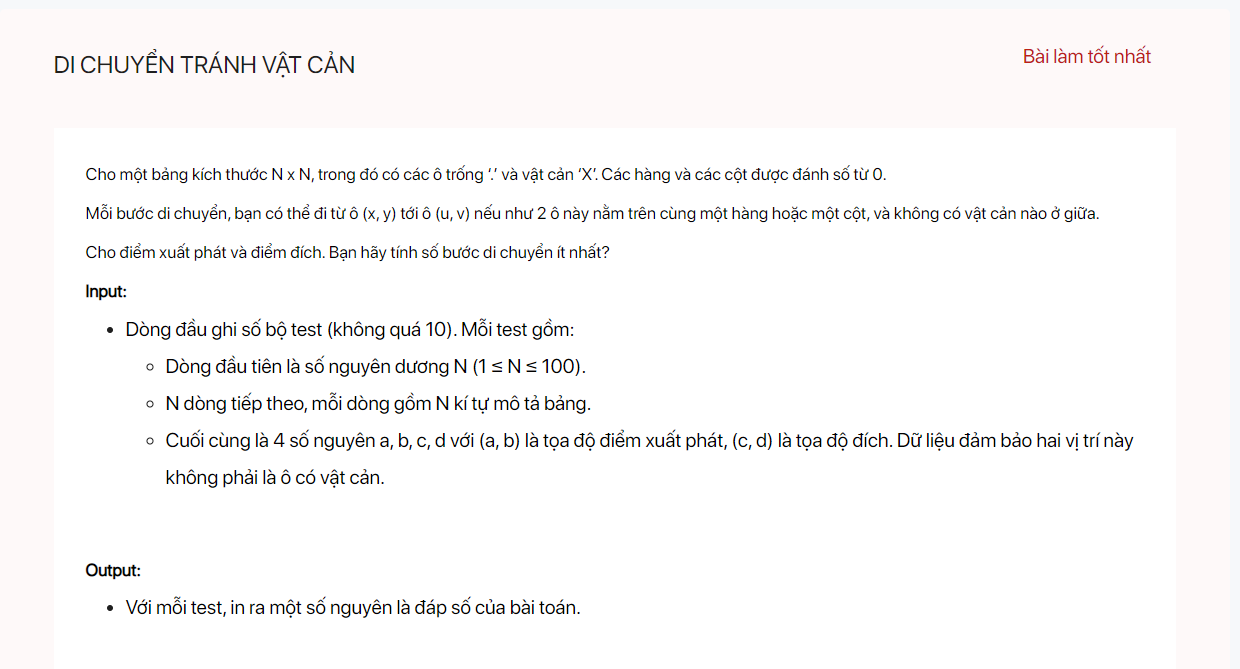 DI CHUYỂN TRÁNH VẬT CẢN
Bài làm tốt nhất
Cho một bảng kích thước N x N, trong đó có các ô trống ‘.’ và vật cản ‘X’. Các hàng và các cột được đánh số từ 0.
Mỗi bước di chuyển, bạn có thể đi từ ô (x, y) tới ô (u, v) nếu như 2 ô này nằm trên cùng một hàng hoặc một cột, và không có vật cản nào ở giữa.
Cho điểm xuất phát và điểm đích. Bạn hãy tính số bước di chuyển ít nhất?
Input:
• Dòng đầu ghi số bộ test (không quá 10). Mỗi test gồm:
◦ Dòng đầu tiên là số nguyên dương N (1 ≤ N ≤ 100).
◦ N dòng tiếp theo, mỗi dòng gồm N kí tự mô tả bảng.
◦ Cuối cùng là 4 số nguyên a, b, c, d với (a, b) là tọa độ điểm xuất phát, (c, d) là tọa độ đích. Dữ liệu đảm bảo hai vị trí này
không phải là ô có vật cản.
Output:
• Với mỗi test, in ra một số nguyên là đáp số của bài toán.